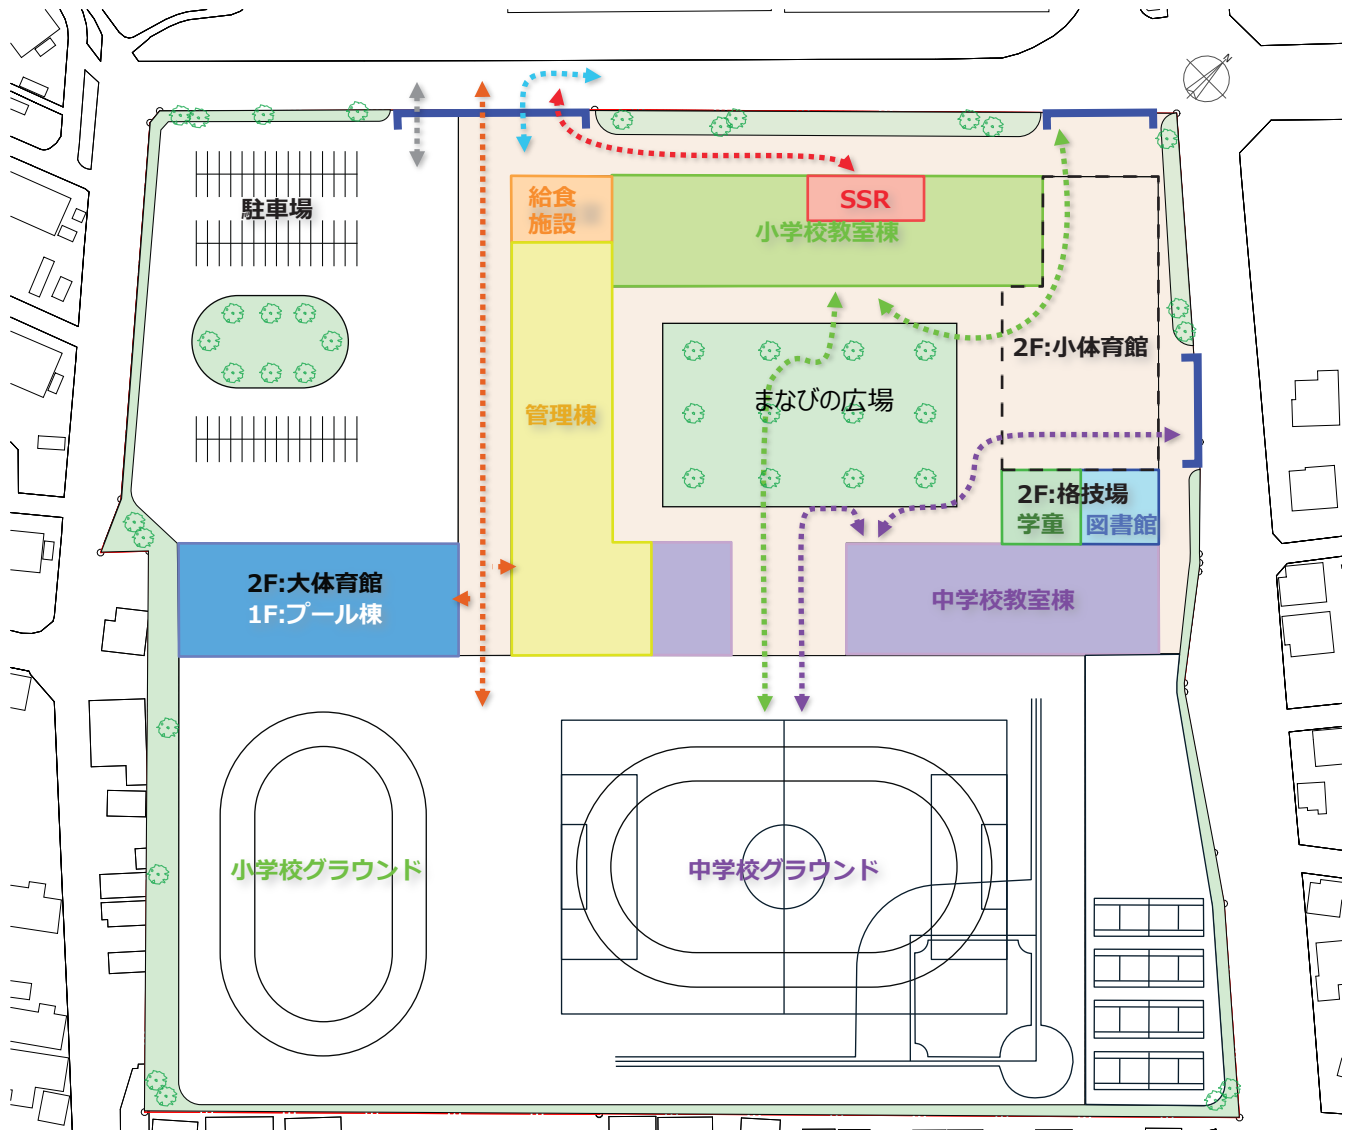 N
給食
施設
SSR
駐車場
小学校教室棟
2F:小体育館
まなびの広場
管理棟
2F:格技場
学童
図書館
2F:大体育館
1F:プール棟
中学校教室棟
小学校グラウンド
中学校グラウンド